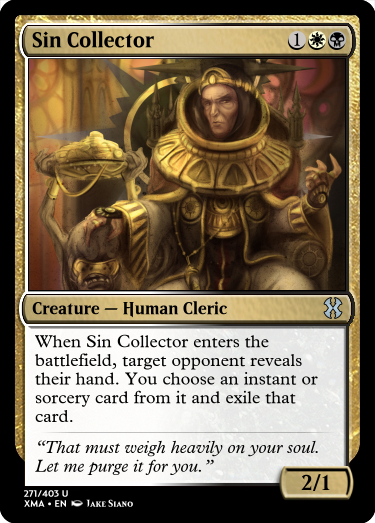 Sin Collector 1
Creature — Human Cleric
When Sin Collector enters the
battlefield, target opponent reveals
their hand. You choose an instant or
sorcery card from it and exile that
card.
“That must weigh heavily on your soul.
Let me purge it for you.”
2/1
271/403 U
XMA • EN Jake Siano